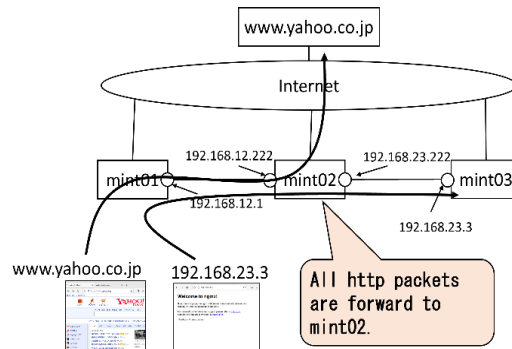 www.yahoo.co.jp
Internet
192.168.12.222
192.168.23.222
mint01
mint02
mint03
192.168.12.1
192.168.23.3
www.yahoo.co.jp
192.168.23.3
All http packets
are forward to
mint02.
YAHOO!
Welcome to nginx!